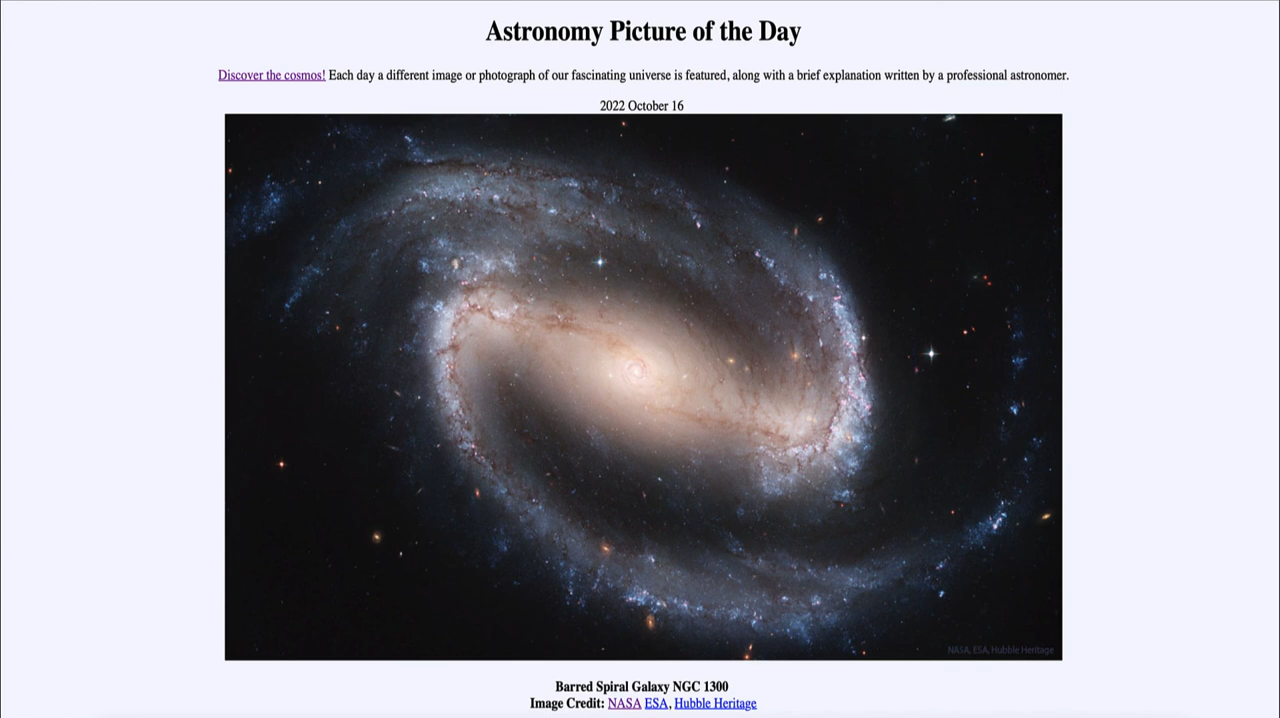 Astronomy Picture of the Day
Discover the cosmos! Each day a different image or photograph of our fascinating universe is featured, along with a brief explanation written by a professional astronomer.
2022 October 16
NASA, ESA, Hubble Heritage
Barred Spiral Galaxy NGC 1300
Image Credit: NASA ESA, Hubble Heritage